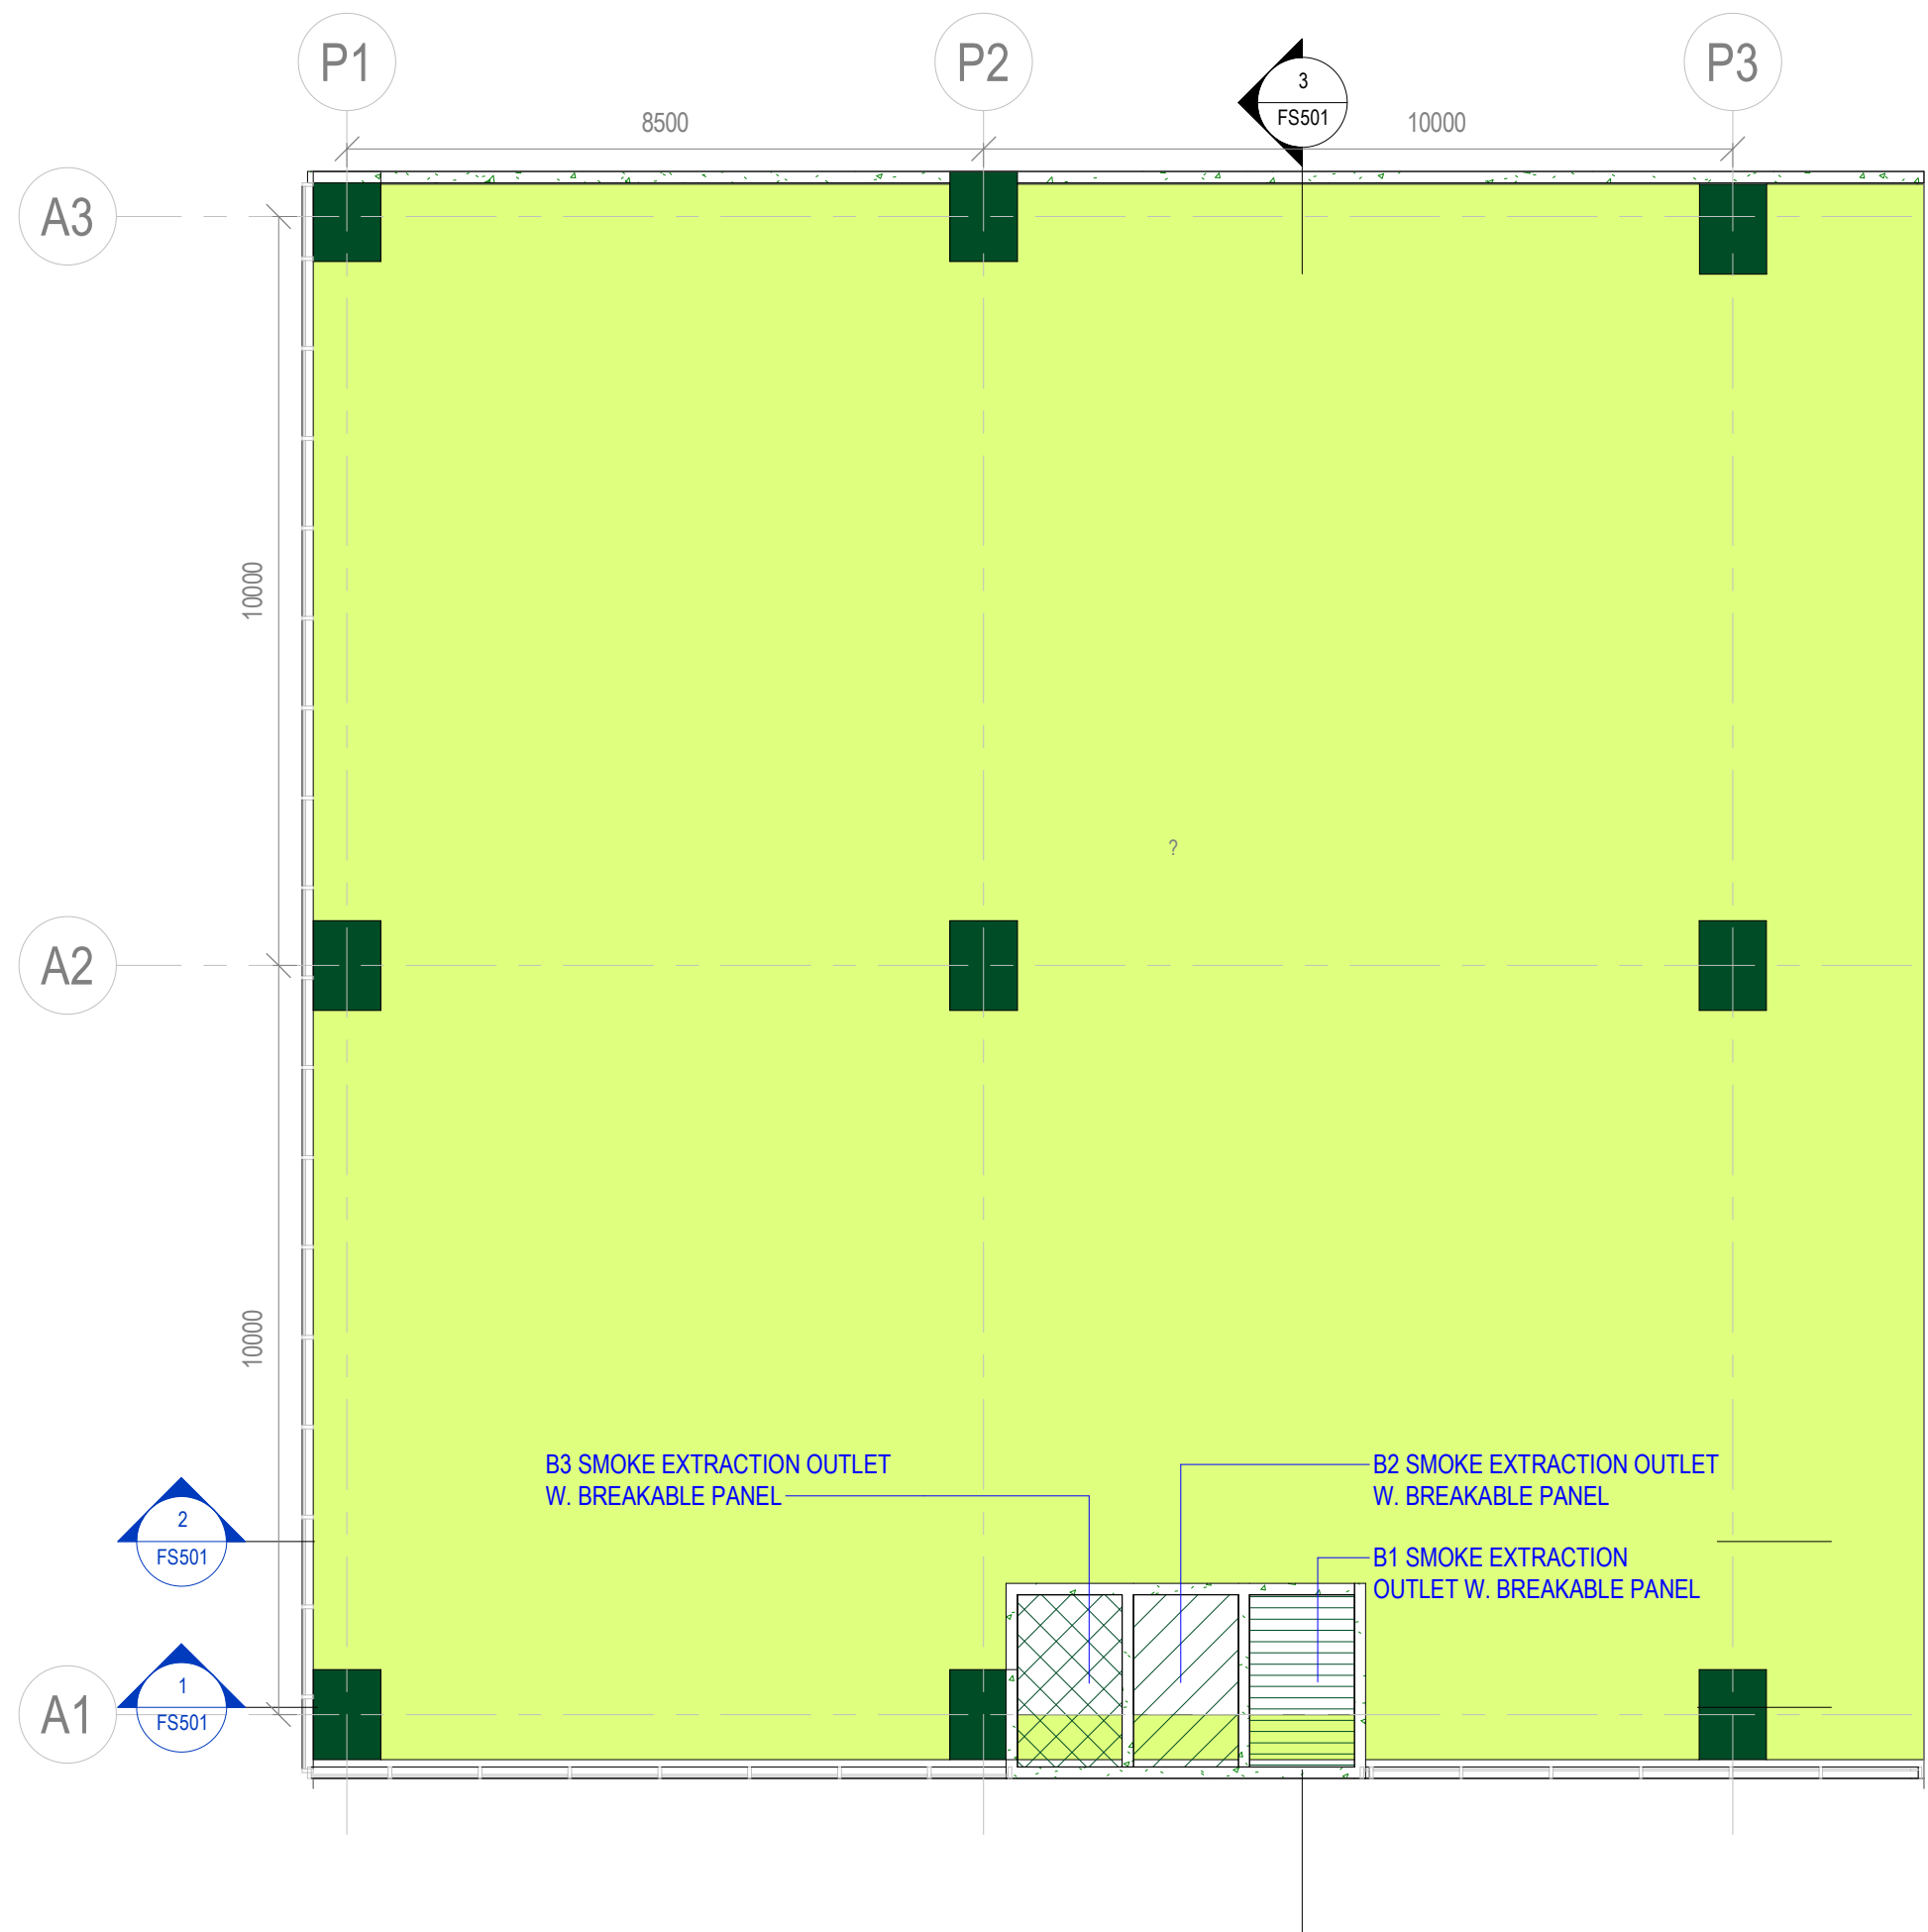 P1
P2
P3
3
FS501
8500
10000
A3
10000
?
A2
10000
B3 SMOKE EXTRACTION OUTLET
W. BREAKABLE PANEL
B2 SMOKE EXTRACTION OUTLET
W. BREAKABLE PANEL
2
FS501
B1 SMOKE EXTRACTION
OUTLET W. BREAKABLE PANEL
1
FS501
A1